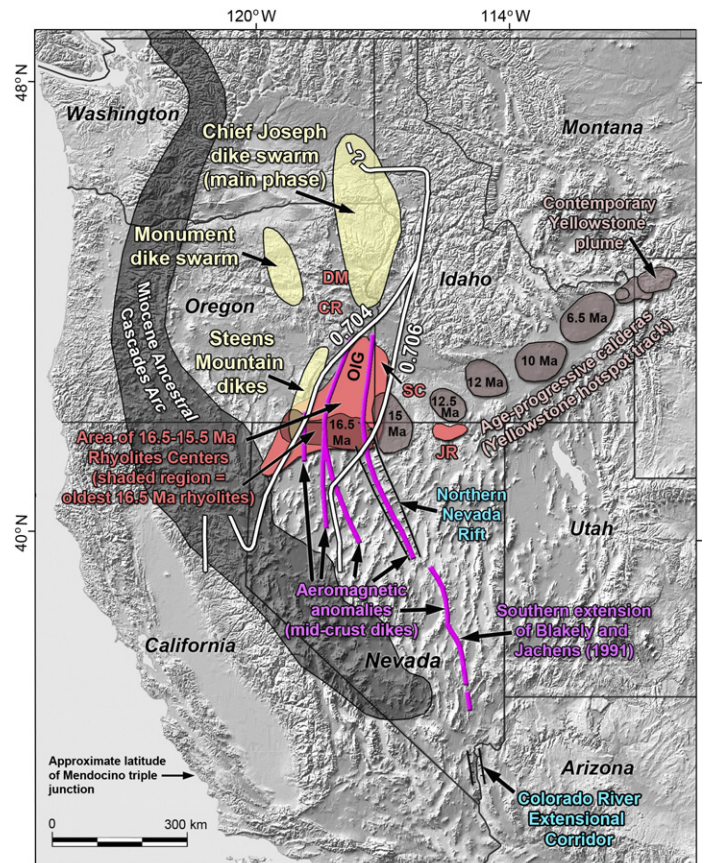 120°W
114°W
48°N
Washington
Montana
Chief Joseph
dike swarm
(main phase)
-?
Contemporary
Yellowstone
plume
Monument
dike swarm
Idaho
DM
CR
Oregon
Miocene Ancestral
Cascades Arc
0.704
0.706
6.5 Ma
10 Ma
12 Ma
12.5
Ma
Age-progressive calderas
(Yellowstone hotspot track)
Steens
Mountain
dikes
OIG
SC
15
Ma
16.5
Ma
JR
Area of 16.5-15.5 Ma
Rhyolites Centers
(shaded region =
oldest 16.5 Ma rhyolites)
Northern
Nevada
Rift
40°N
Utah
Aeromagnetic
anomalies
(mid-crust dikes)
Southern extension
of Blakely and
Jachens (1991)
California
Nevada
Approximate latitude
of Mendocino triple
junction
Arizona
Colorado River
Extensional
Corridor
0
300 km